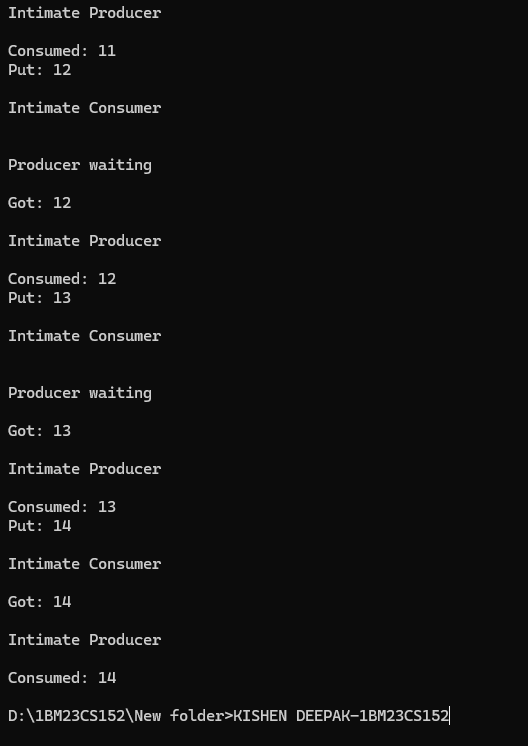 Intimate Producer
Consumed: 11
Put: 12
Intimate Consumer
Producer waiting
Got: 12
Intimate Producer
Consumed: 12
Put: 13
Intimate Consumer
Producer waiting
Got: 13
Intimate Producer
Consumed: 13
Put: 14
Intimate Consumer
Got: 14
Intimate Producer
Consumed: 14
D:\1BM23CS152\New folder>KISHEN DEEPAK-1BM23CS152